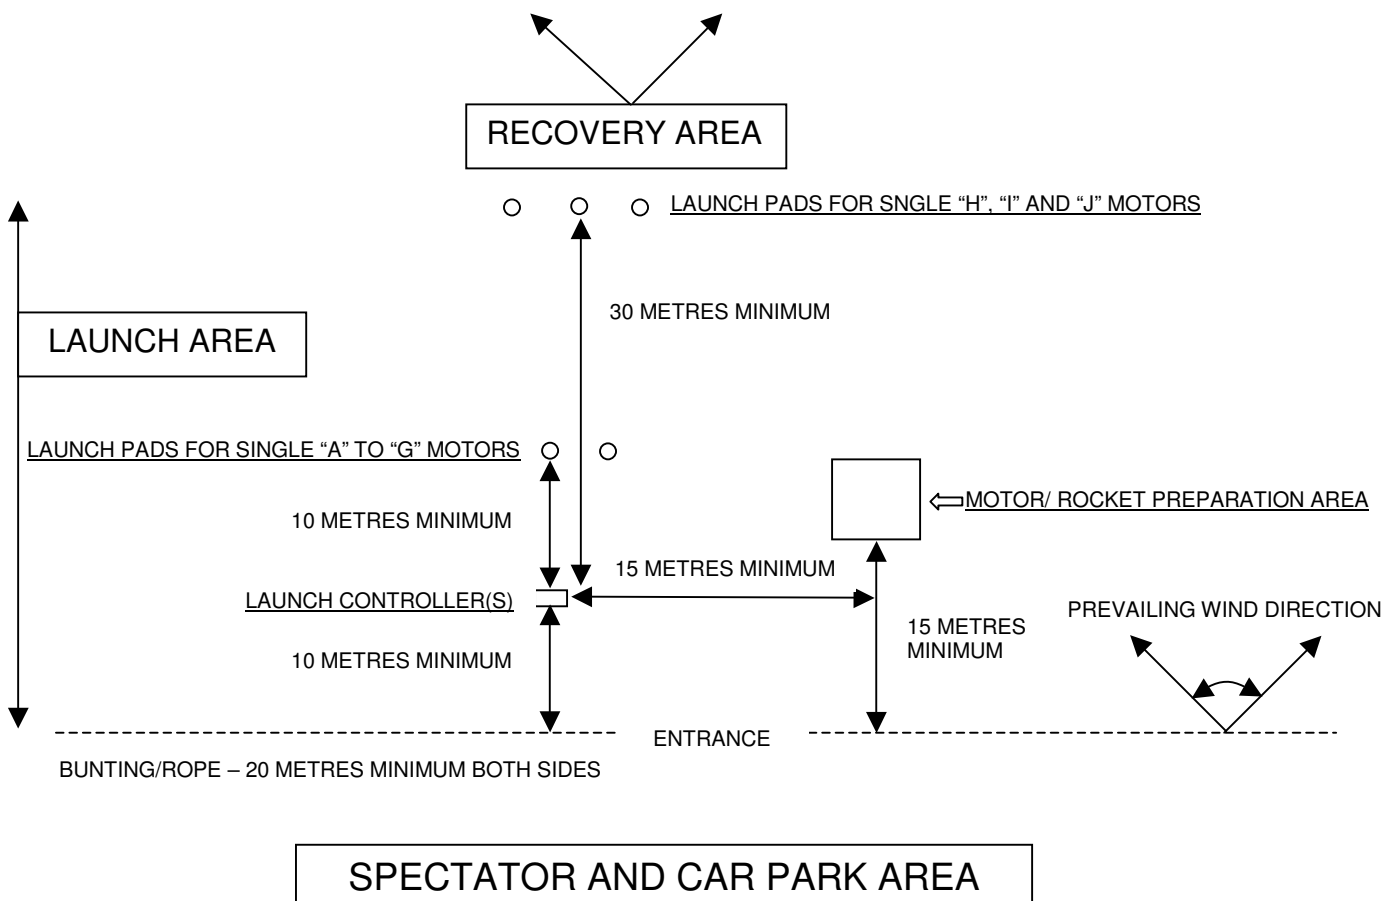 RECOVERY AREA
LAUNCH PADS FOR SNGLE “H”, “I” AND “J” MOTORS
30 METRES MINIMUM
LAUNCH AREA
LAUNCH PADS FOR SINGLE “A” TO “G” MOTORS
MOTOR/ ROCKET PREPARATION AREA
10 METRES MINIMUM
15 METRES MINIMUM
LAUNCH CONTROLLER(S)
PREVAILING WIND DIRECTION
15 METRES
MINIMUM
10 METRES MINIMUM
ENTRANCE
BUNTING/ROPE – 20 METRES MINIMUM BOTH SIDES
SPECTATOR AND CAR PARK AREA